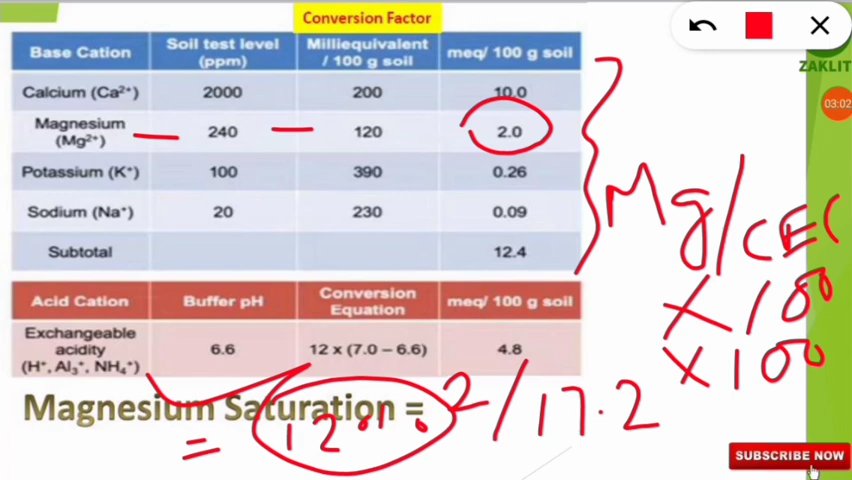 Conversion Factor
ZAKLIT
03:02
Base Cation Soil test level (ppm) Milliequivalent / 100 g soil meq/ 100 g soil
Calcium (Ca²⁺) 2000 200 10.0
Magnesium (Mg²⁺) 240 120 2.0
Potassium (K⁺) 100 390 0.26
Sodium (Na⁺) 20 230 0.09
Subtotal 12.4
Mg/CEC
×100
Acid Cation Buffer pH Conversion Equation meq/ 100 g soil
Exchangeable acidity (H⁺, Al₃⁺, NH₄⁺) 6.6 12 x (7.0 – 6.6) 4.8
Magnesium Saturation = 2/17.2 ×100
= 12%
SUBSCRIBE NOW